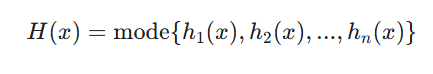 H(x) = mode{h₁(x), h₂(x), ..., hₙ(x)}